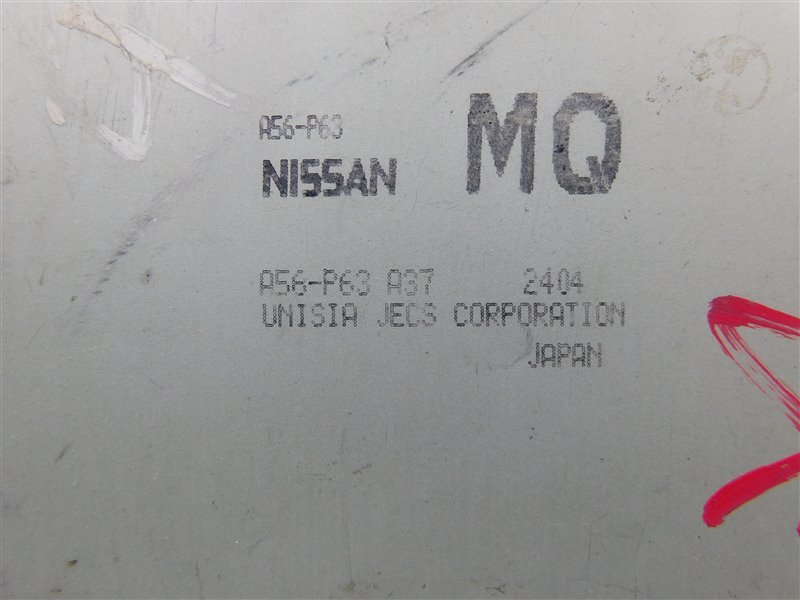 A56-P63
NISSAN MQ
A56-P63 A37 2404
UNISIA JECS CORPORATION
JAPAN